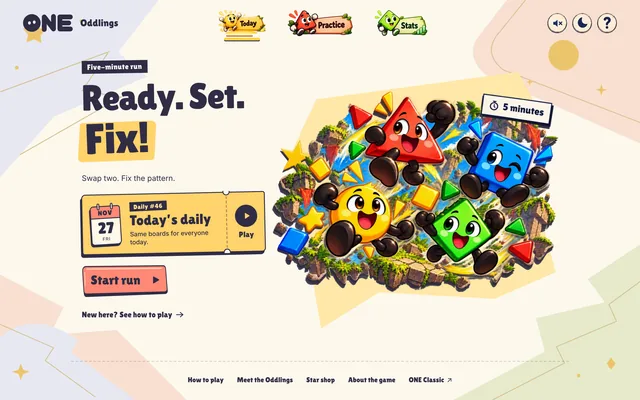 ONE Oddlings
Today
Practice
Stats
?
Five-minute run
Ready. Set.
Fix!
5 minutes
Swap two. Fix the pattern.
NOV
27
FRI
Daily #46
Today's daily
Same boards for everyone
today.
Play
Start run
New here? See how to play →
How to play
Meet the Oddlings
Star shop
About the game
ONE Classic ↗